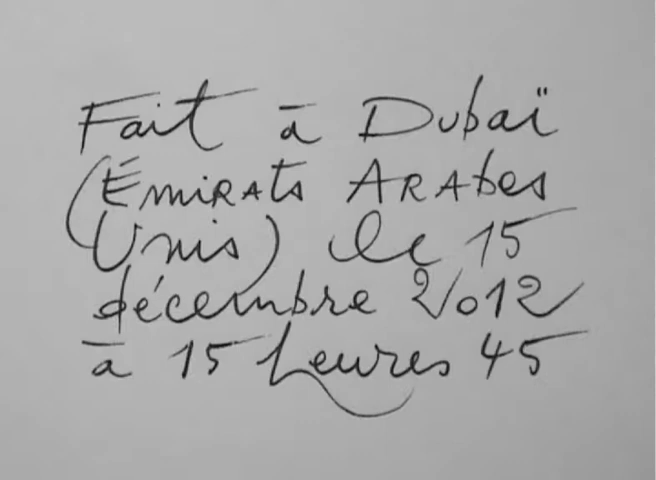 Fait à Dubaï
(Émirats Arabes
Unis) le 15
décembre 2012
à 15 heures 45